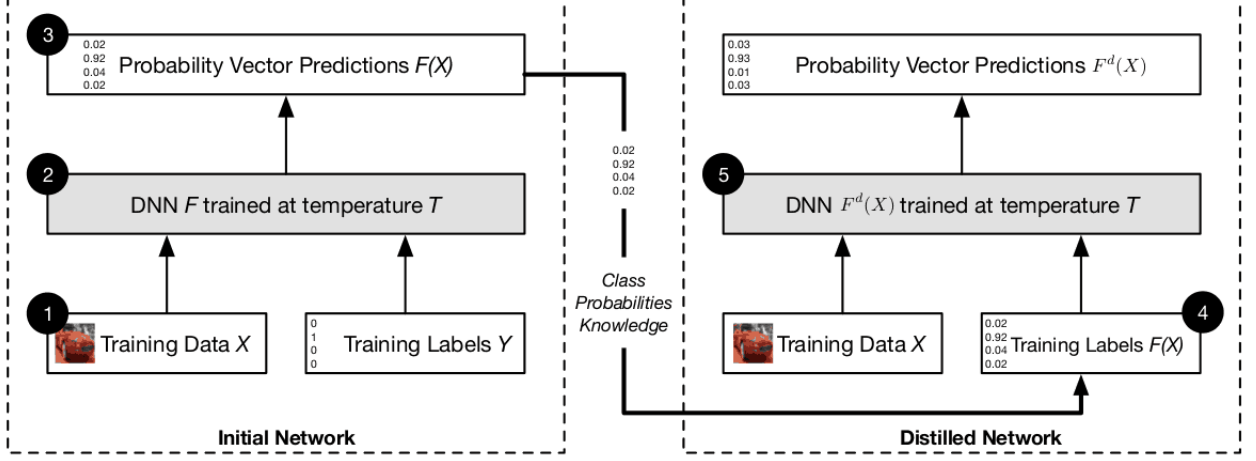 3
0.02
0.92
0.04
0.02
Probability Vector Predictions F(X)
2
DNN F trained at temperature T
1
Training Data X
0
1
0
0
Training Labels Y
Initial Network
0.02
0.92
0.04
0.02
Class
Probabilities
Knowledge
0.03
0.93
0.01
0.03
Probability Vector Predictions F^d(X)
5
DNN F^d(X) trained at temperature T
Training Data X
4
0.02
0.92
0.04
0.02
Training Labels F(X)
Distilled Network